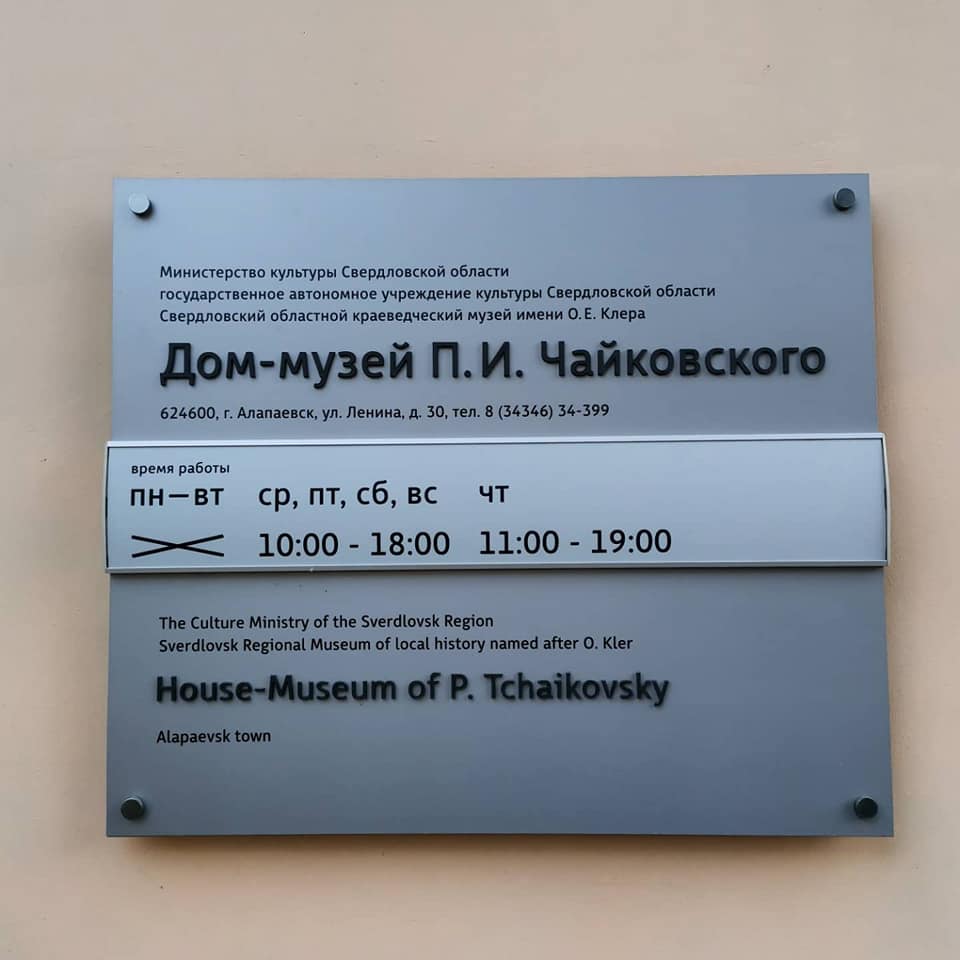 Министерство культуры Свердловской области
государственное автономное учреждение культуры Свердловской области
Свердловский областной краеведческий музей имени О.Е. Клера
Дом-музей П.И. Чайковского
624600, г. Алапаевск, ул. Ленина, д. 30, тел. 8 (34346) 34-399
время работы
пн–вт ср, пт, сб, вс чт
10:00 - 18:00 11:00 - 19:00
The Culture Ministry of the Sverdlovsk Region
Sverdlovsk Regional Museum of local history named after O. Kler
House-Museum of P. Tchaikovsky
Alapaevsk town